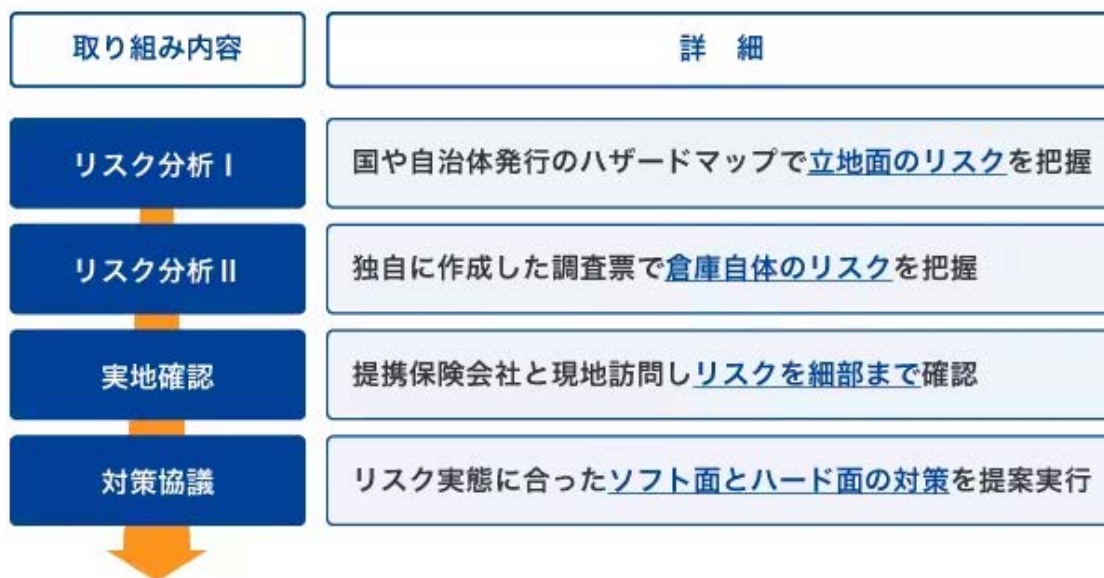 取り組み内容
詳　細
リスク分析Ⅰ
国や自治体発行のハザードマップで立地面のリスクを把握
リスク分析Ⅱ
独自に作成した調査票で倉庫自体のリスクを把握
実地確認
提携保険会社と現地訪問しリスクを細部まで確認
対策協議
リスク実態に合ったソフト面とハード面の対策を提案実行